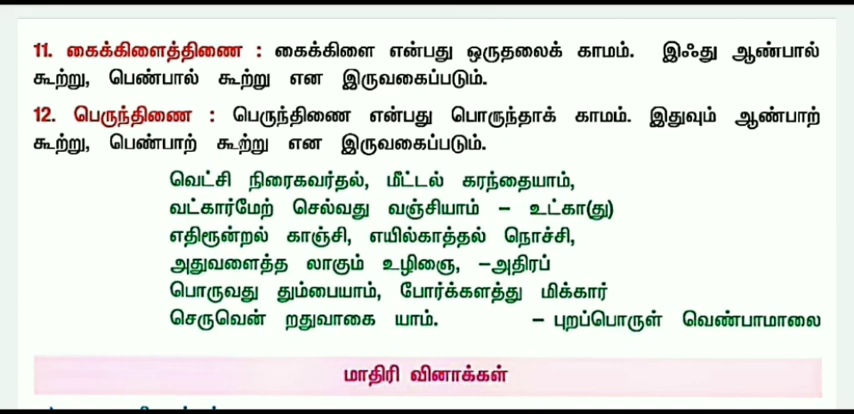 11. கைக்கிளைத்திணை : கைக்கிளை என்பது ஒருதலைக் காமம். இஃது ஆண்பால்
கூற்று, பெண்பால் கூற்று என இருவகைப்படும்.
12. பெருந்திணை : பெருந்திணை என்பது பொருந்தாக் காமம். இதுவும் ஆண்பாற்
கூற்று, பெண்பாற் கூற்று என இருவகைப்படும்.
வெட்சி நிரைகவர்தல், மீட்டல் கரந்தையாம்,
வட்கார்மேற் செல்வது வஞ்சியாம் – உட்கா(து)
எதிரூன்றல் காஞ்சி, எயில்காத்தல் நொச்சி,
அதுவளைத்த லாகும் உழிஞை, –அதிரப்
பொருவது தும்பையாம், போர்க்களத்து மிக்கார்
செருவென் றதுவாகை யாம். – புறப்பொருள் வெண்பாமாலை
மாதிரி வினாக்கள்